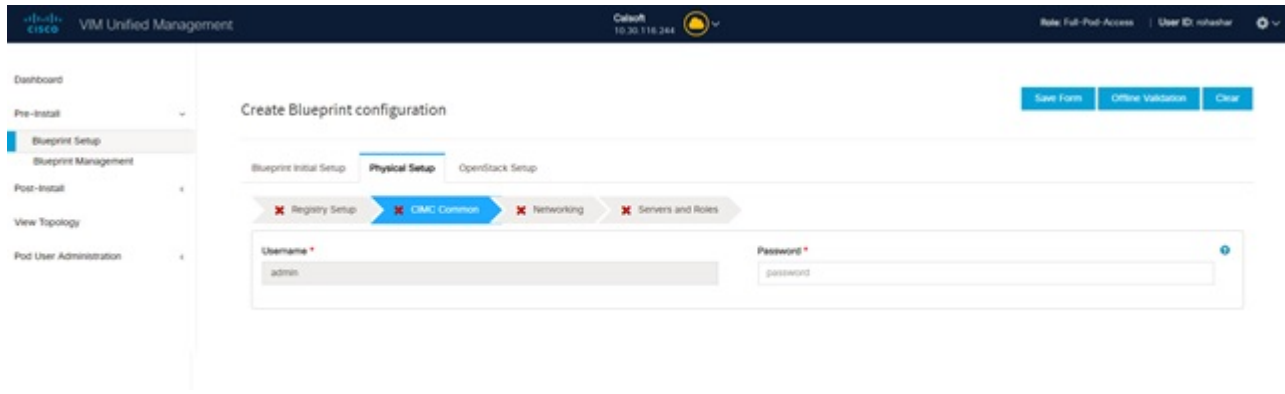 CISCO VIM Unified Management
Calsoft
10.30.116.244
Role: Full-Pod-Access | User ID: rohashar
Dashboard
Pre-Install
Blueprint Setup
Blueprint Management
Post-Install
View Topology
Pod User Administration
Create Blueprint configuration
Save Form Offline Validation Clear
Blueprint Initial Setup Physical Setup OpenStack Setup
Registry Setup CIMC Common Networking Servers and Roles
Username * Password *
admin password